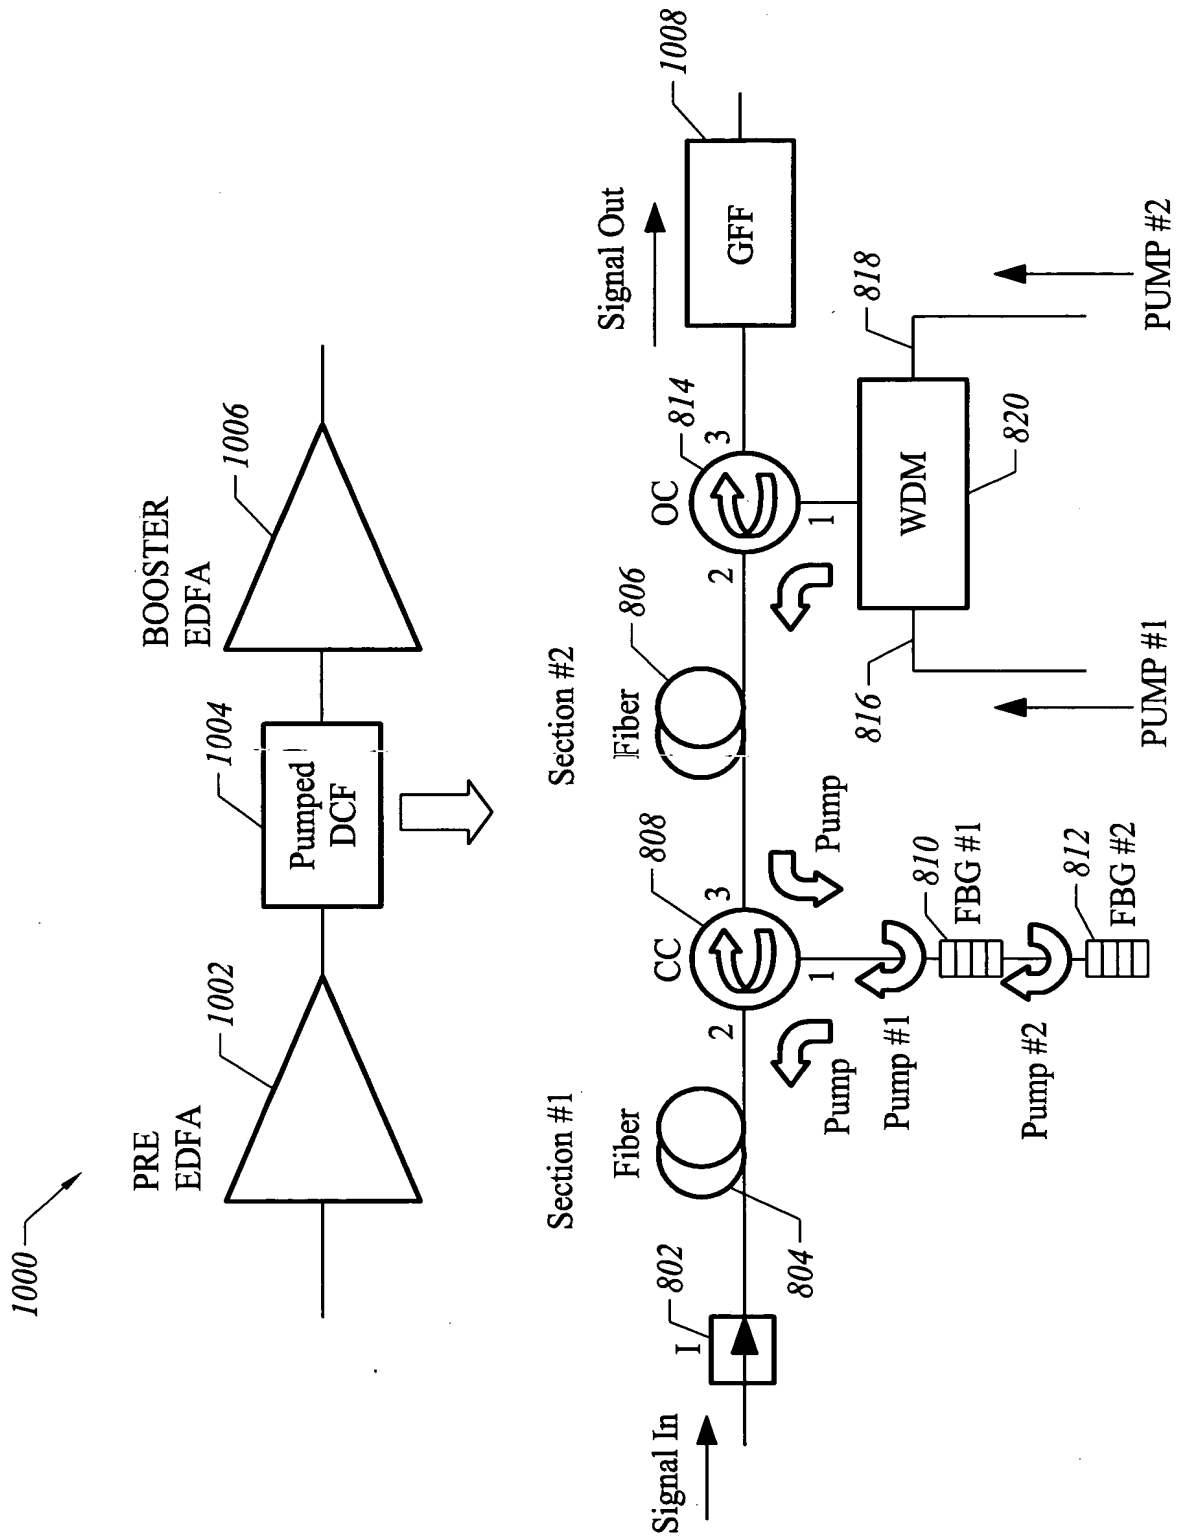 1000
PRE
EDFA
1002
Pumped
DCF
1004
BOOSTER
EDFA
1006
Section #1
Section #2
Signal In
I
802
Fiber
804
CC
808
2
3
1
Pump
Pump
Pump #1
810
FBG #1
Pump #2
812
FBG #2
Fiber
806
OC
814
2
3
1
Signal Out
GFF
1008
WDM
816
818
820
PUMP #1
PUMP #2